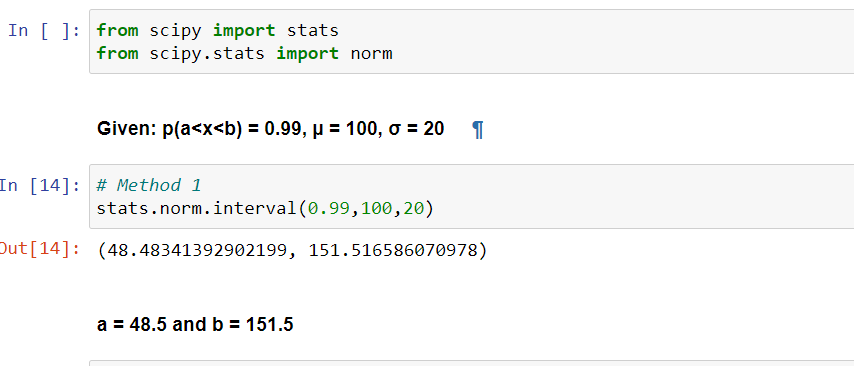 In [ ]: from scipy import stats
from scipy.stats import norm
Given: p(a<x<b) = 0.99, μ = 100, σ = 20 ¶
In [14]: # Method 1
stats.norm.interval(0.99,100,20)
Out[14]: (48.48341392902199, 151.516586070978)
a = 48.5 and b = 151.5